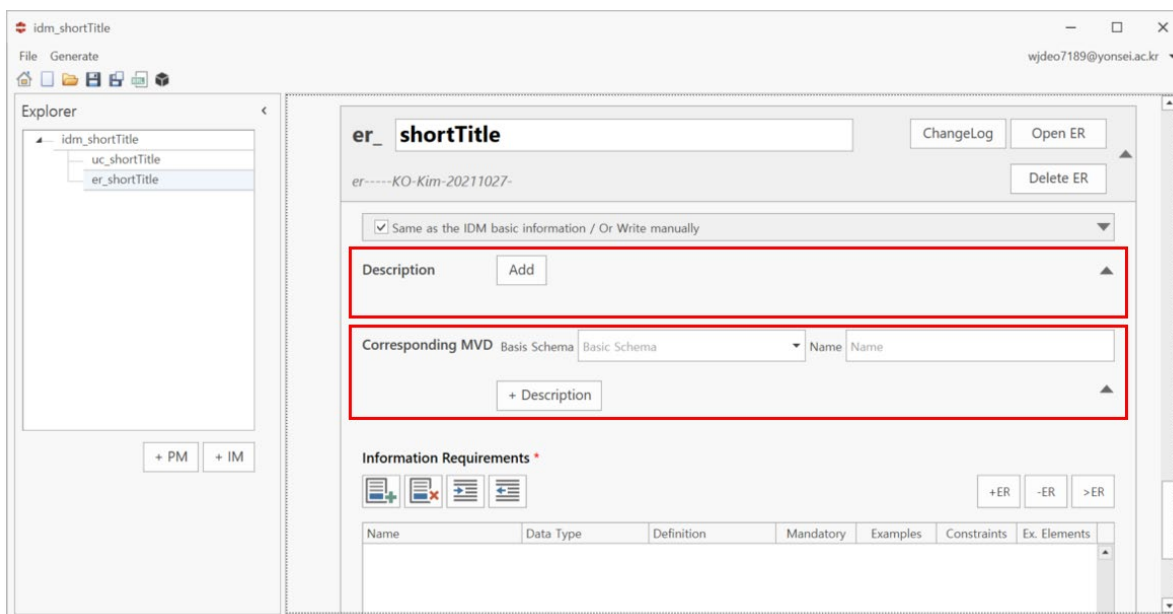 idm_shortTitle
File Generate
wjdeo7189@yonsei.ac.kr
Explorer
idm_shortTitle
uc_shortTitle
er_shortTitle
+ PM + IM
er_ shortTitle ChangeLog Open ER
er-----KO-Kim-20211027- Delete ER
Same as the IDM basic information / Or Write manually
Description Add
Corresponding MVD Basis Schema Basic Schema Name Name
+ Description
Information Requirements *
+ER -ER >ER
Name Data Type Definition Mandatory Examples Constraints Ex. Elements